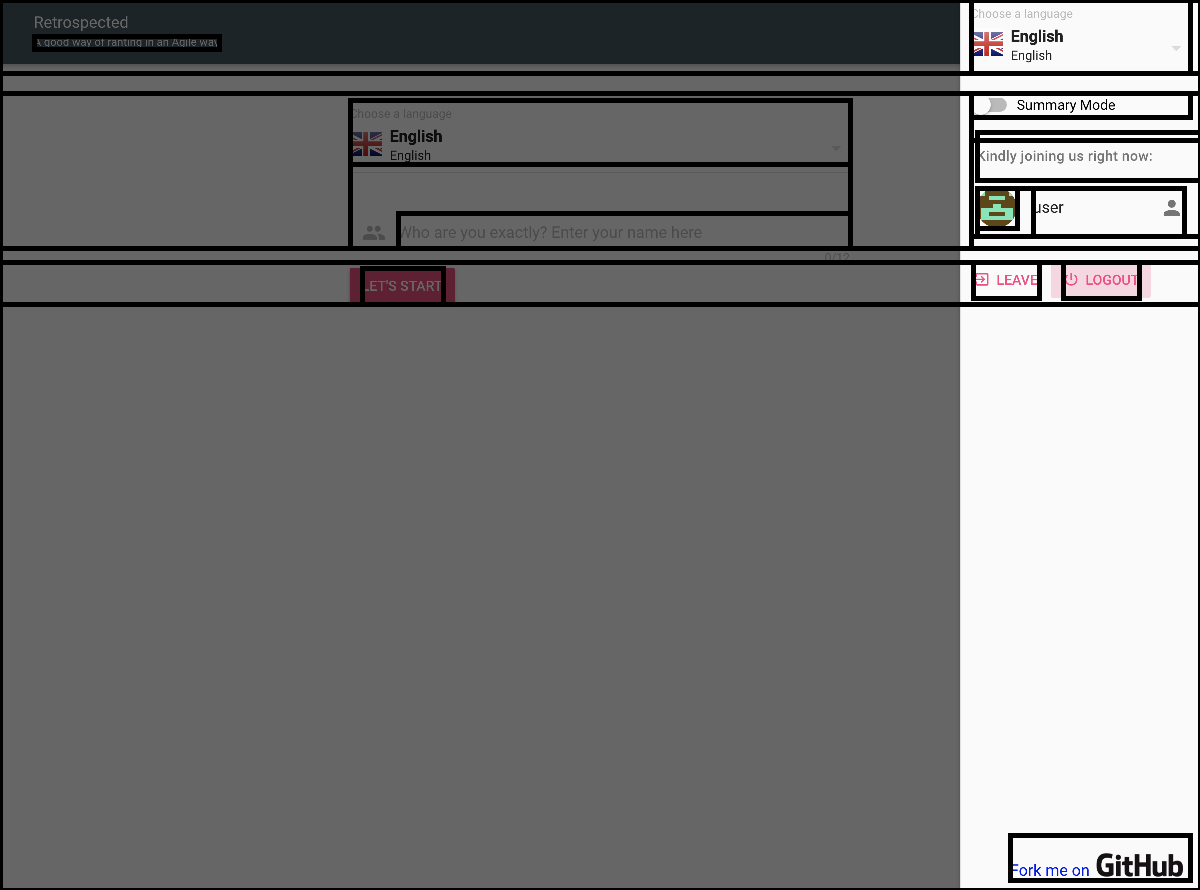 Retrospected
A good way of ranting in an Agile way
Choose a language
English
English
Who are you exactly? Enter your name here
0/12
LET'S START
Choose a language
English
English
Summary Mode
Kindly joining us right now:
user
LEAVE
LOGOUT
Fork me on GitHub